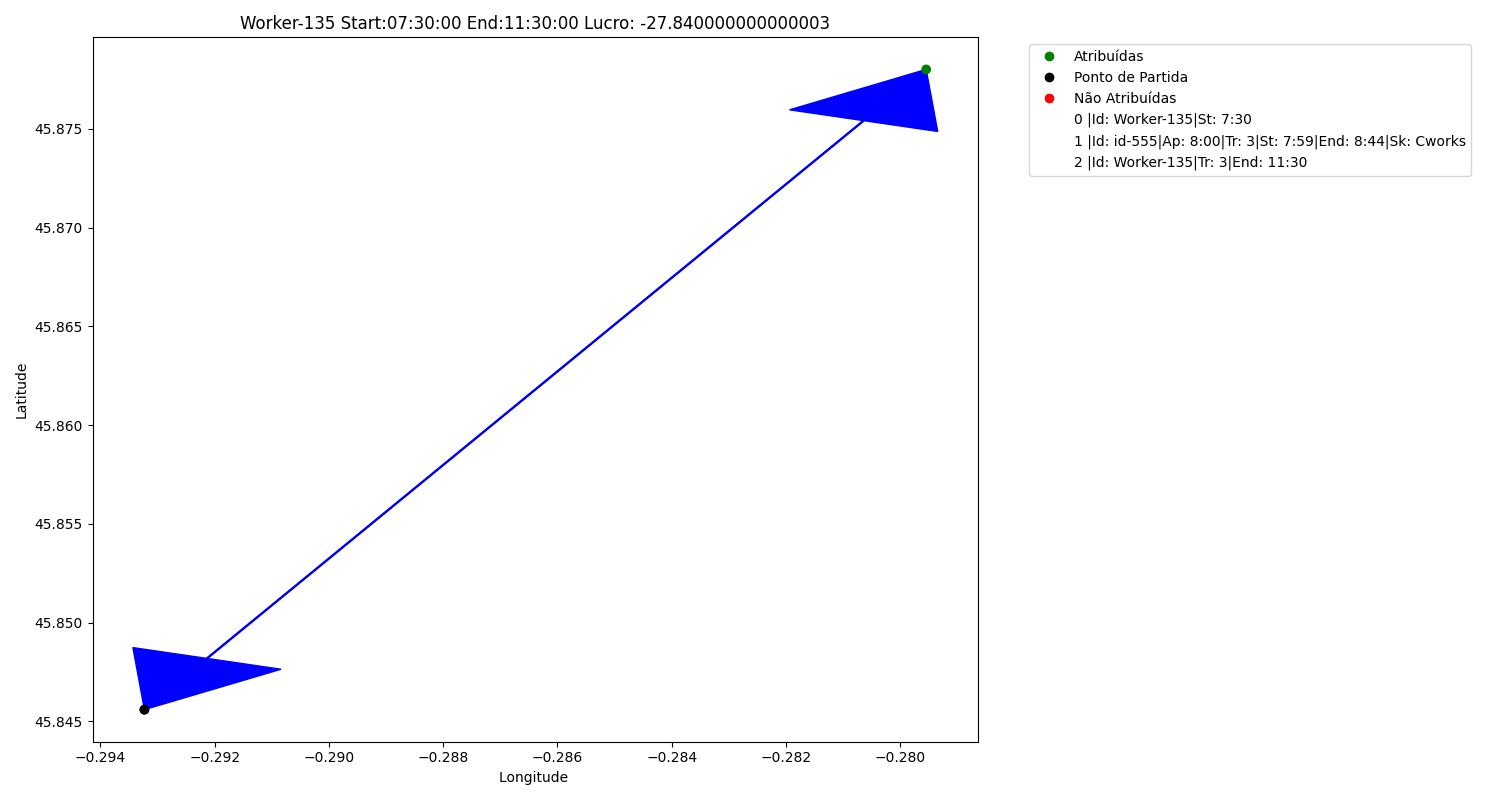 Worker-135 Start:07:30:00 End:11:30:00 Lucro: -27.840000000000003
Atribuídas
Ponto de Partida
Não Atribuídas
0 |Id: Worker-135|St: 7:30
1 |Id: id-555|Ap: 8:00|Tr: 3|St: 7:59|End: 8:44|Sk: Cworks
2 |Id: Worker-135|Tr: 3|End: 11:30
Latitude
45.875
45.870
45.865
45.860
45.855
45.850
45.845
−0.294 −0.292 −0.290 −0.288 −0.286 −0.284 −0.282 −0.280
Longitude